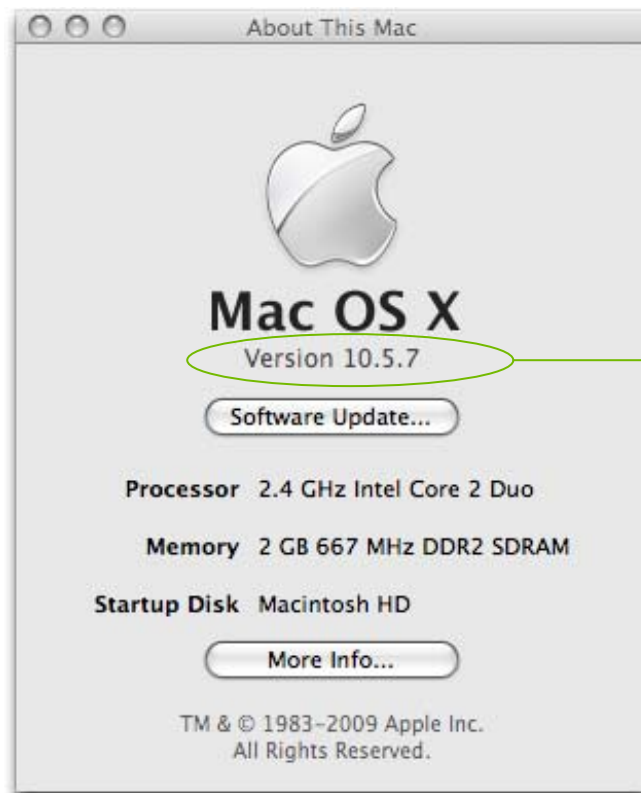 About This Mac
Mac OS X
Version 10.5.7
Software Update...
Processor 2.4 GHz Intel Core 2 Duo
Memory 2 GB 667 MHz DDR2 SDRAM
Startup Disk Macintosh HD
More Info...
TM & © 1983–2009 Apple Inc.
All Rights Reserved.